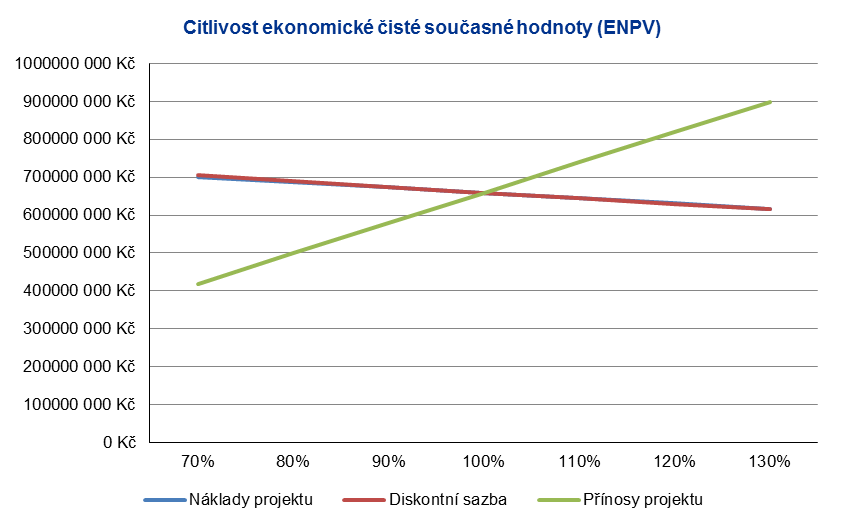 Citlivost ekonomické čisté současné hodnoty (ENPV)
1000000 000 Kč
900000 000 Kč
800000 000 Kč
700000 000 Kč
600000 000 Kč
500000 000 Kč
400000 000 Kč
300000 000 Kč
200000 000 Kč
100000 000 Kč
0 Kč
70% 80% 90% 100% 110% 120% 130%
Náklady projektu Diskontní sazba Přínosy projektu